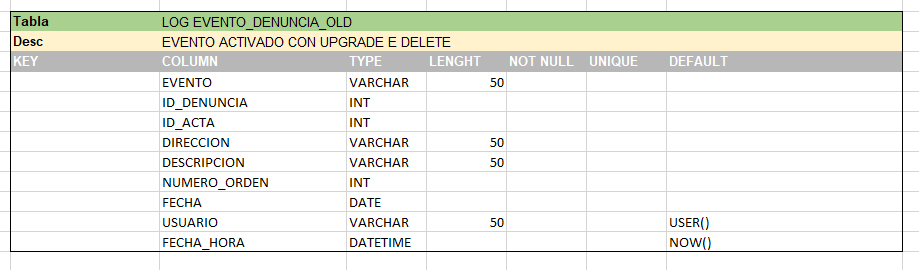 Tabla LOG EVENTO_DENUNCIA_OLD
Desc EVENTO ACTIVADO CON UPGRADE E DELETE
KEY COLUMN TYPE LENGHT NOT NULL UNIQUE DEFAULT
EVENTO VARCHAR 50
ID_DENUNCIA INT
ID_ACTA INT
DIRECCION VARCHAR 50
DESCRIPCION VARCHAR 50
NUMERO_ORDEN INT
FECHA DATE
USUARIO VARCHAR 50 USER()
FECHA_HORA DATETIME NOW()